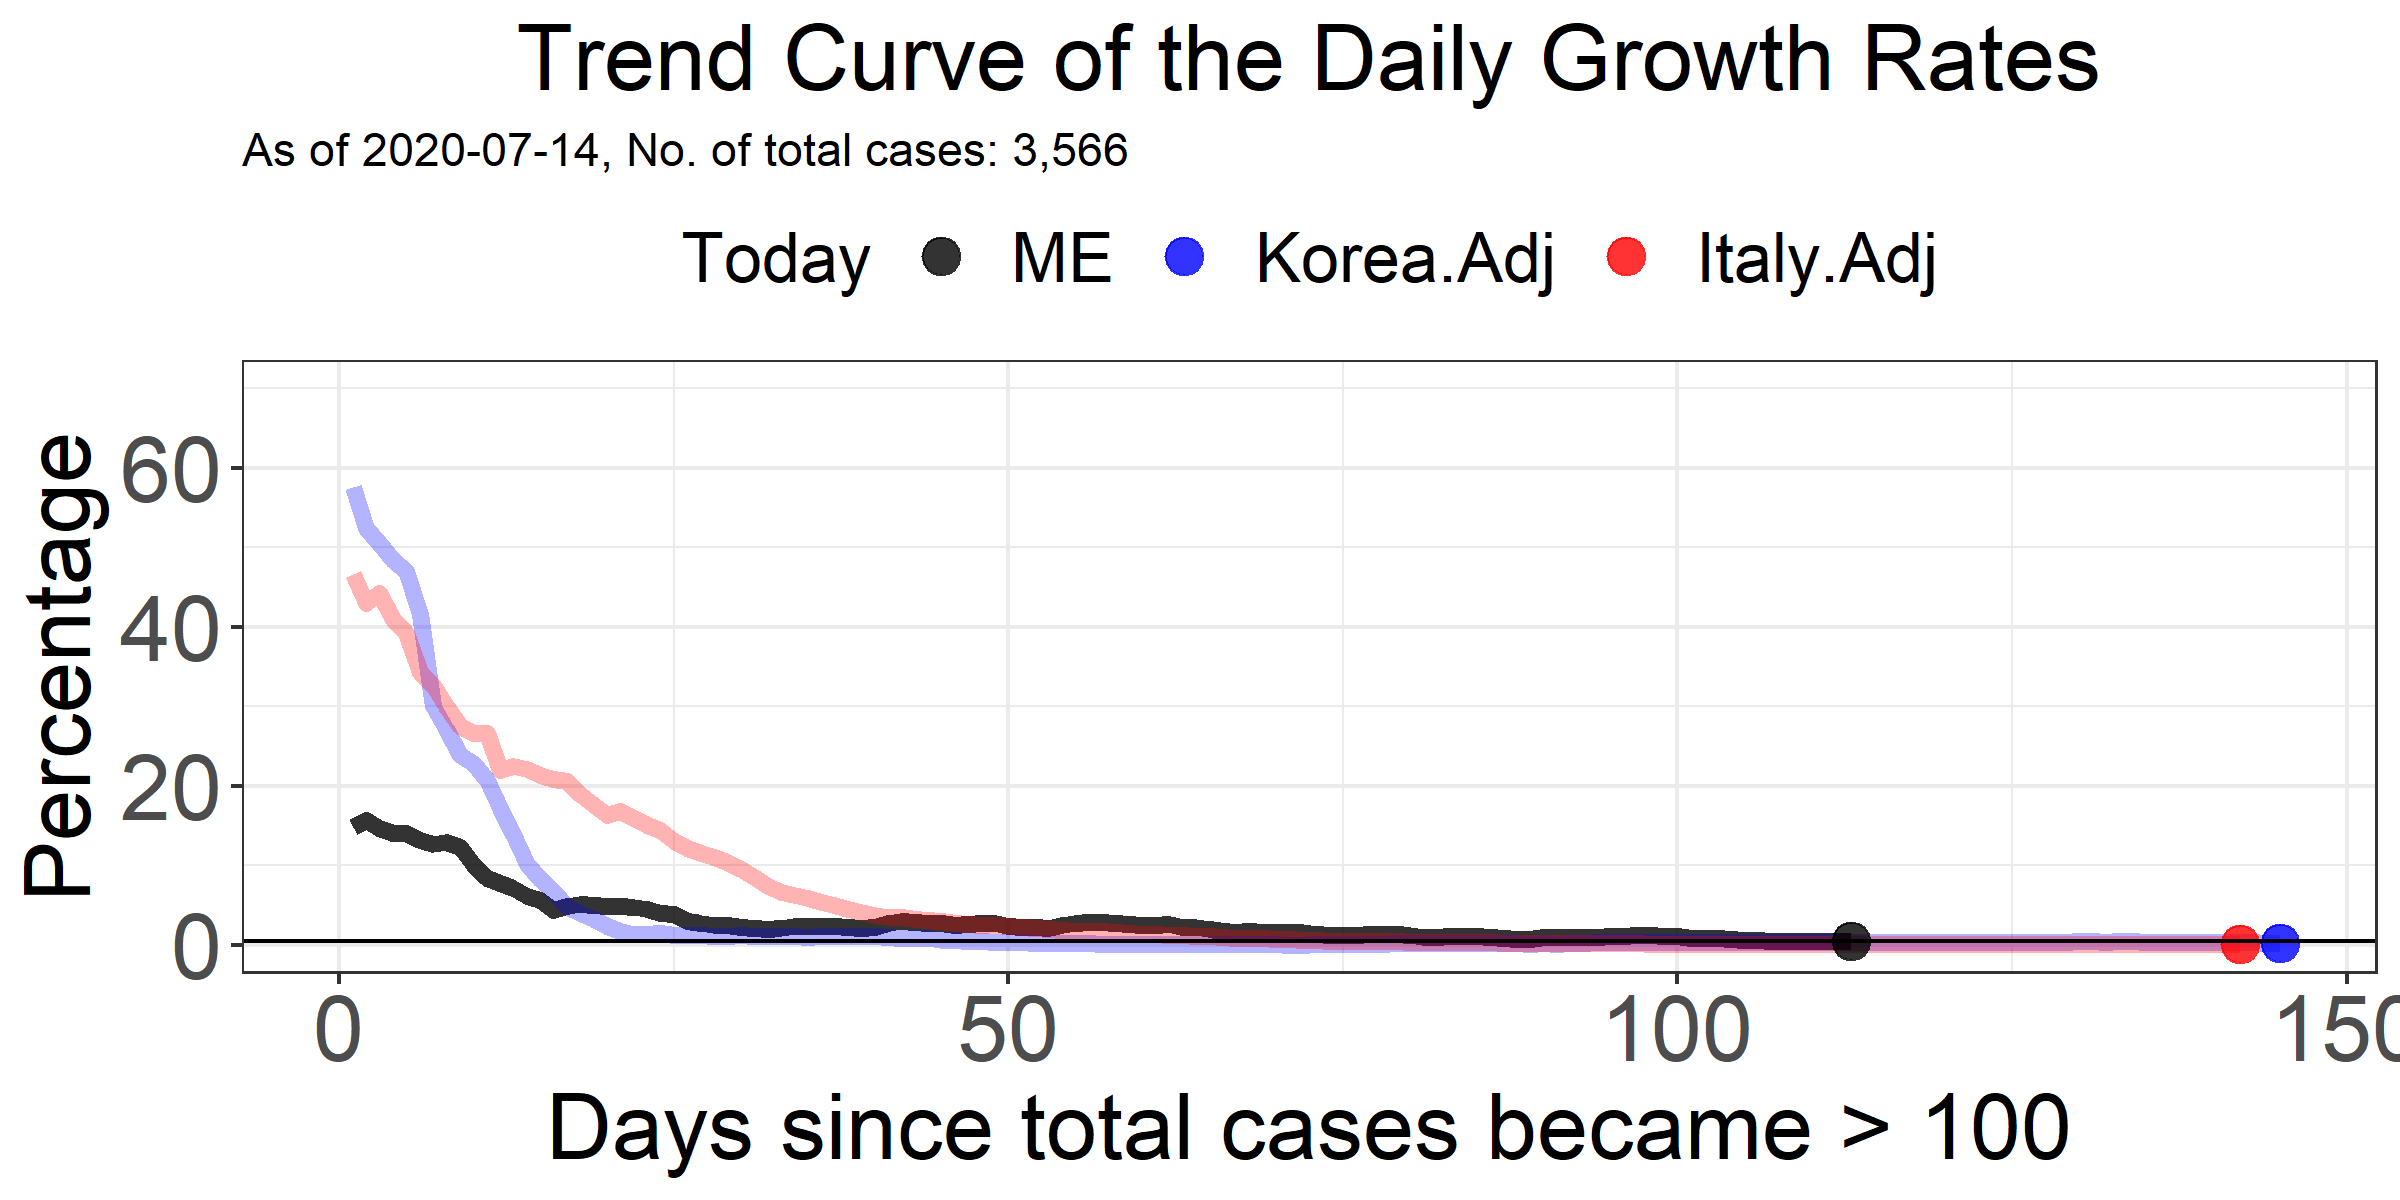 Trend Curve of the Daily Growth Rates
As of 2020-07-14, No. of total cases: 3,566
Today ME Korea.Adj Italy.Adj
Percentage
60
40
20
0
0 50 100 150
Days since total cases became > 100